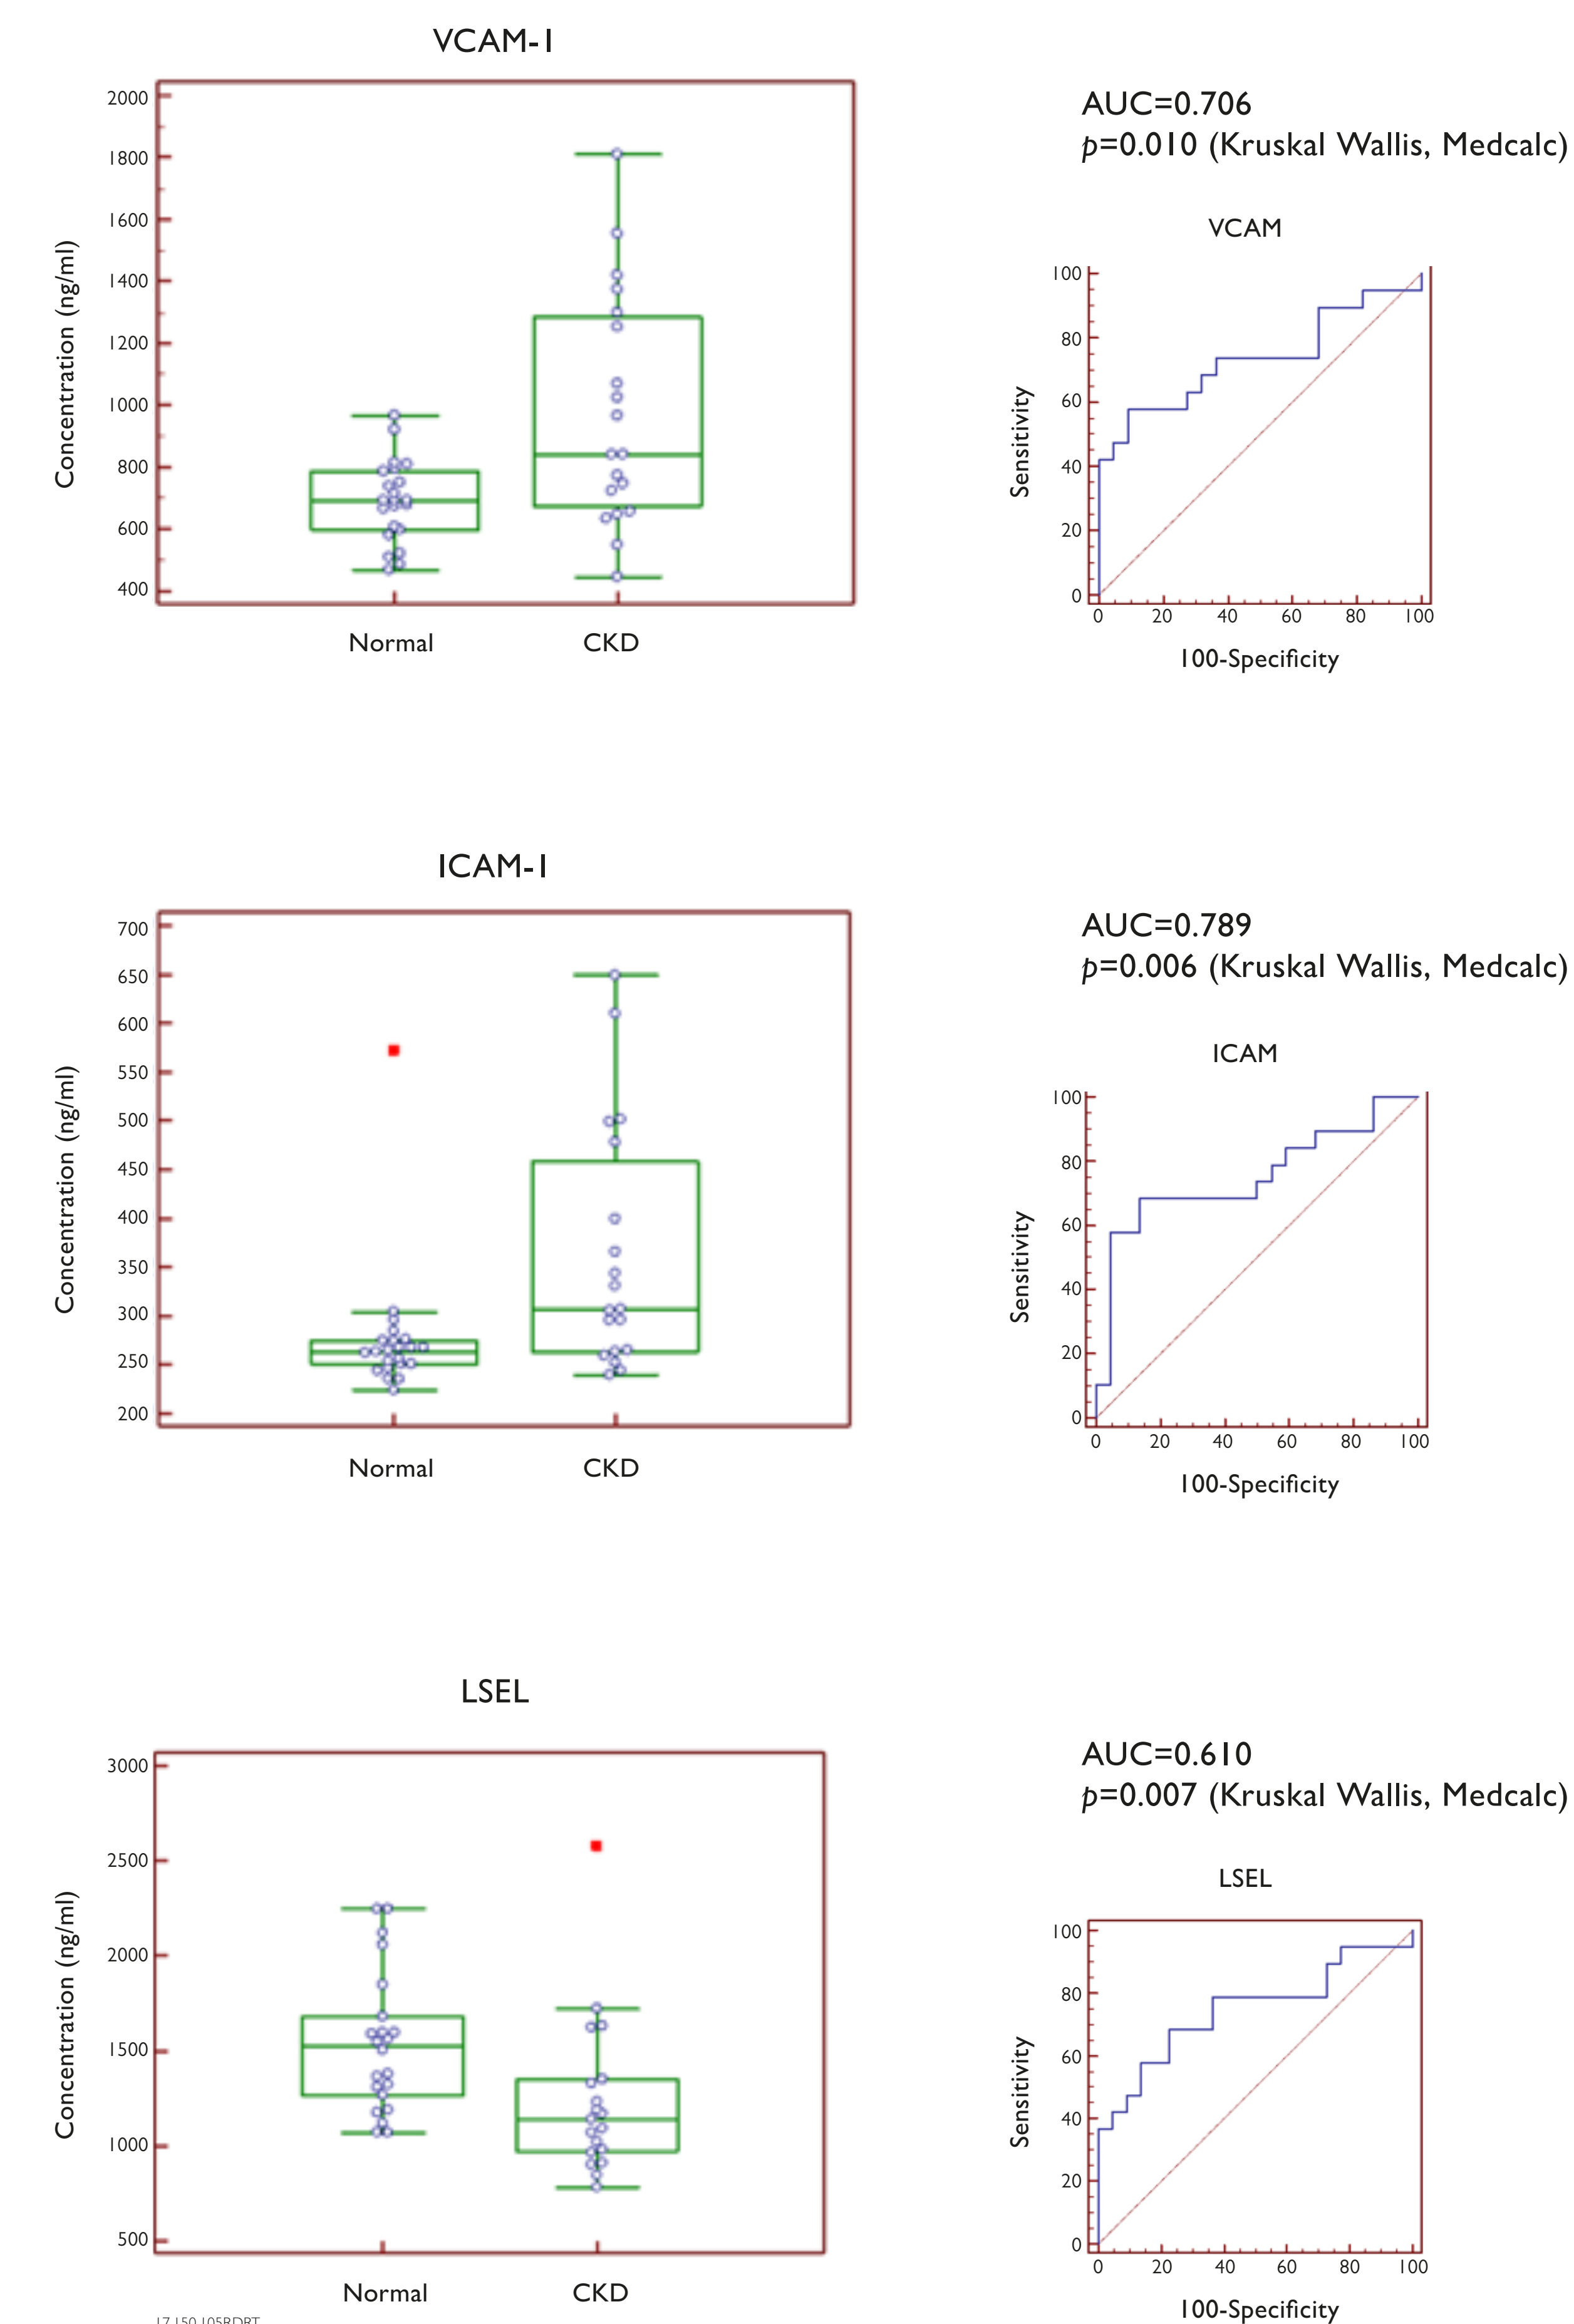 VCAM-1
AUC=0.706
p=0.010 (Kruskal Wallis, Medcalc)
Concentration (ng/ml)
2000
1800
1600
1400
1200
1000
800
600
400
Normal CKD
VCAM
Sensitivity
100
80
60
40
20
0
0 20 40 60 80 100
100-Specificity
ICAM-1
AUC=0.789
p=0.006 (Kruskal Wallis, Medcalc)
Concentration (ng/ml)
700
650
600
550
500
450
400
350
300
250
200
Normal CKD
ICAM
Sensitivity
100
80
60
40
20
0
0 20 40 60 80 100
100-Specificity
LSEL
AUC=0.610
p=0.007 (Kruskal Wallis, Medcalc)
Concentration (ng/ml)
3000
2500
2000
1500
1000
500
Normal CKD
LSEL
Sensitivity
100
80
60
40
20
0
0 20 40 60 80 100
100-Specificity